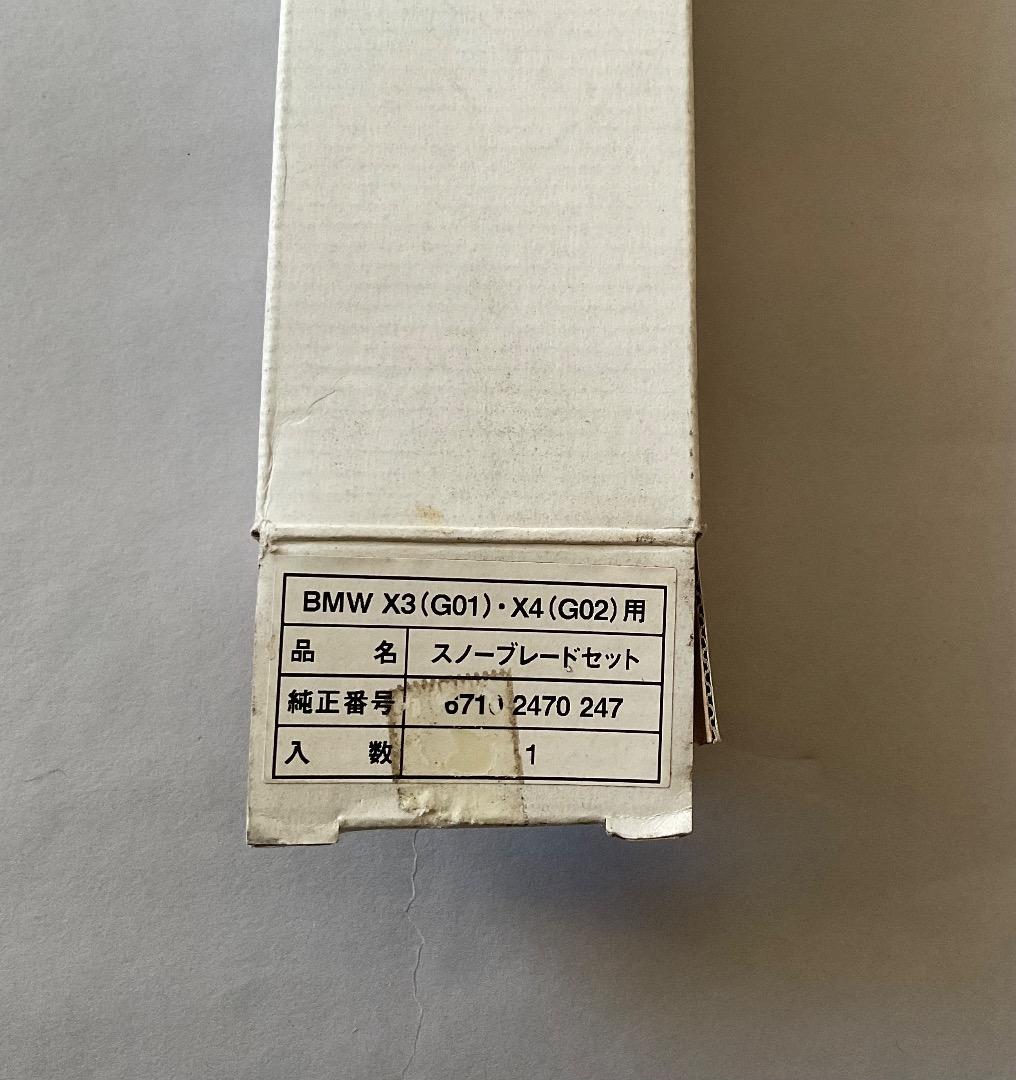 BMW X3(G01)・X4(G02)用
品名 スノーブレードセット
純正番号 2470 247
入数 1